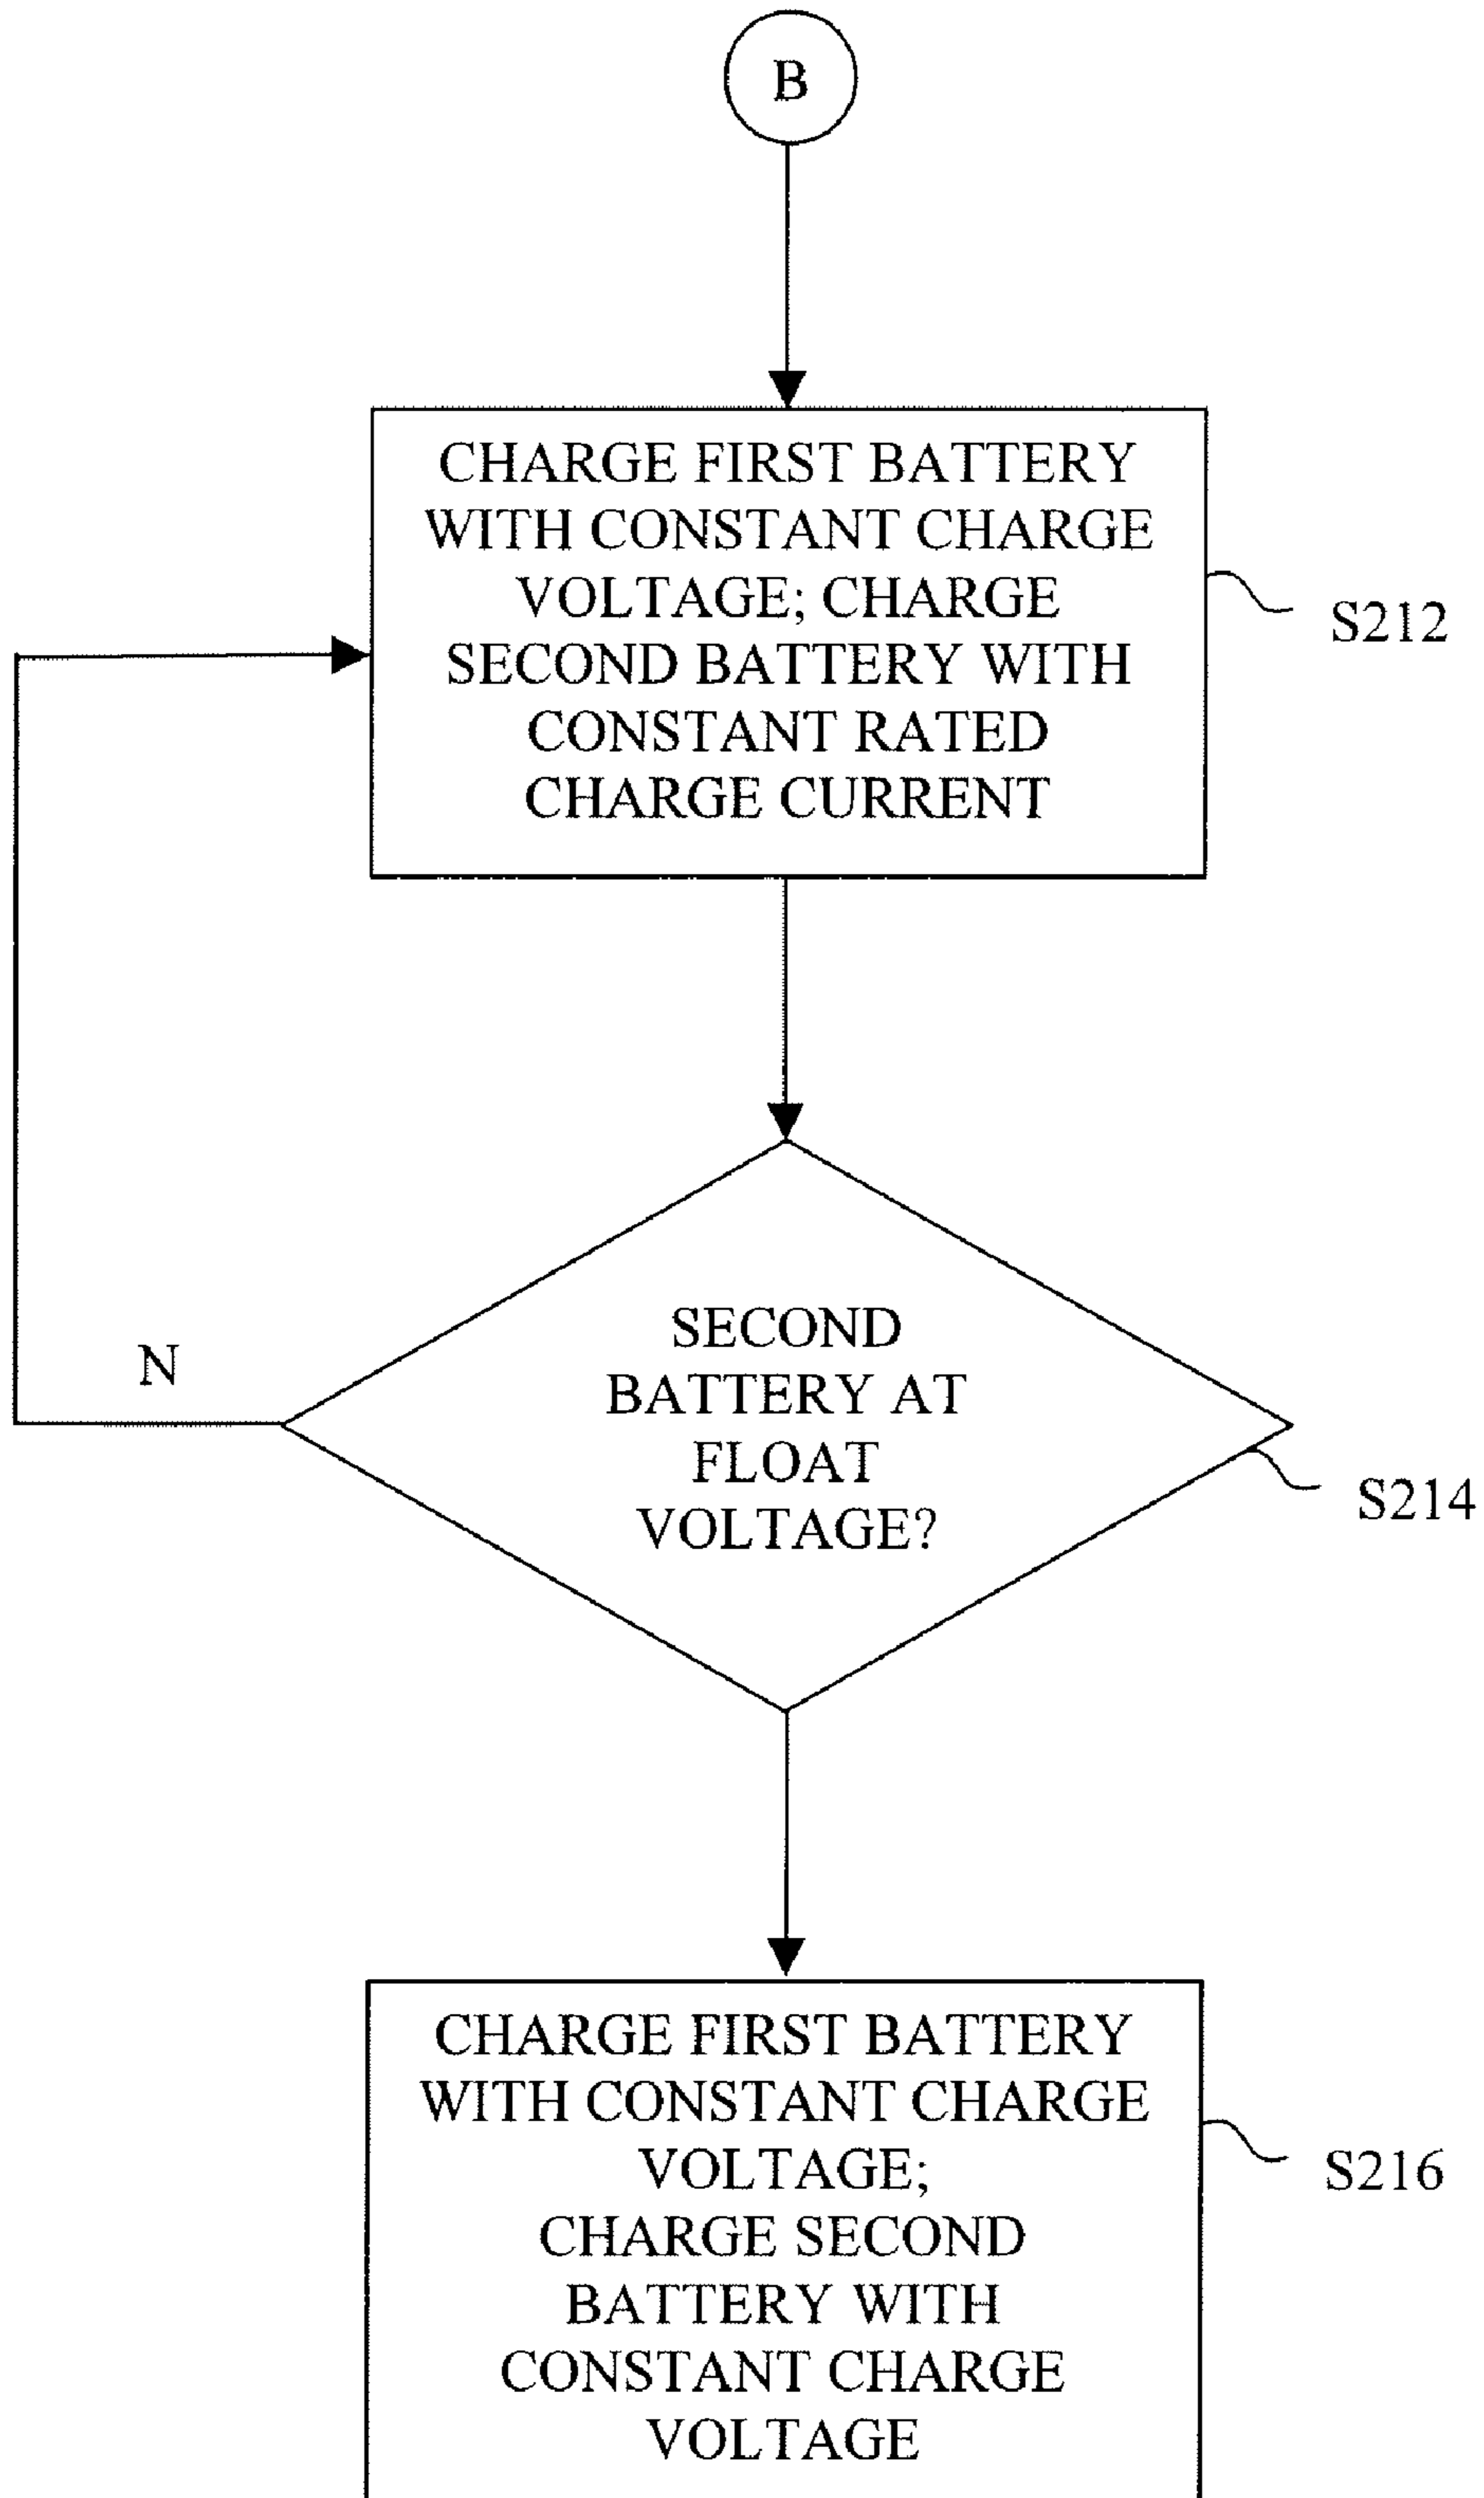 B
CHARGE FIRST BATTERY
WITH CONSTANT CHARGE
VOLTAGE; CHARGE
SECOND BATTERY WITH
CONSTANT RATED
CHARGE CURRENT
S212
SECOND
BATTERY AT
FLOAT
VOLTAGE?
N
S214
CHARGE FIRST BATTERY
WITH CONSTANT CHARGE
VOLTAGE;
CHARGE SECOND
BATTERY WITH
CONSTANT CHARGE
VOLTAGE
S216